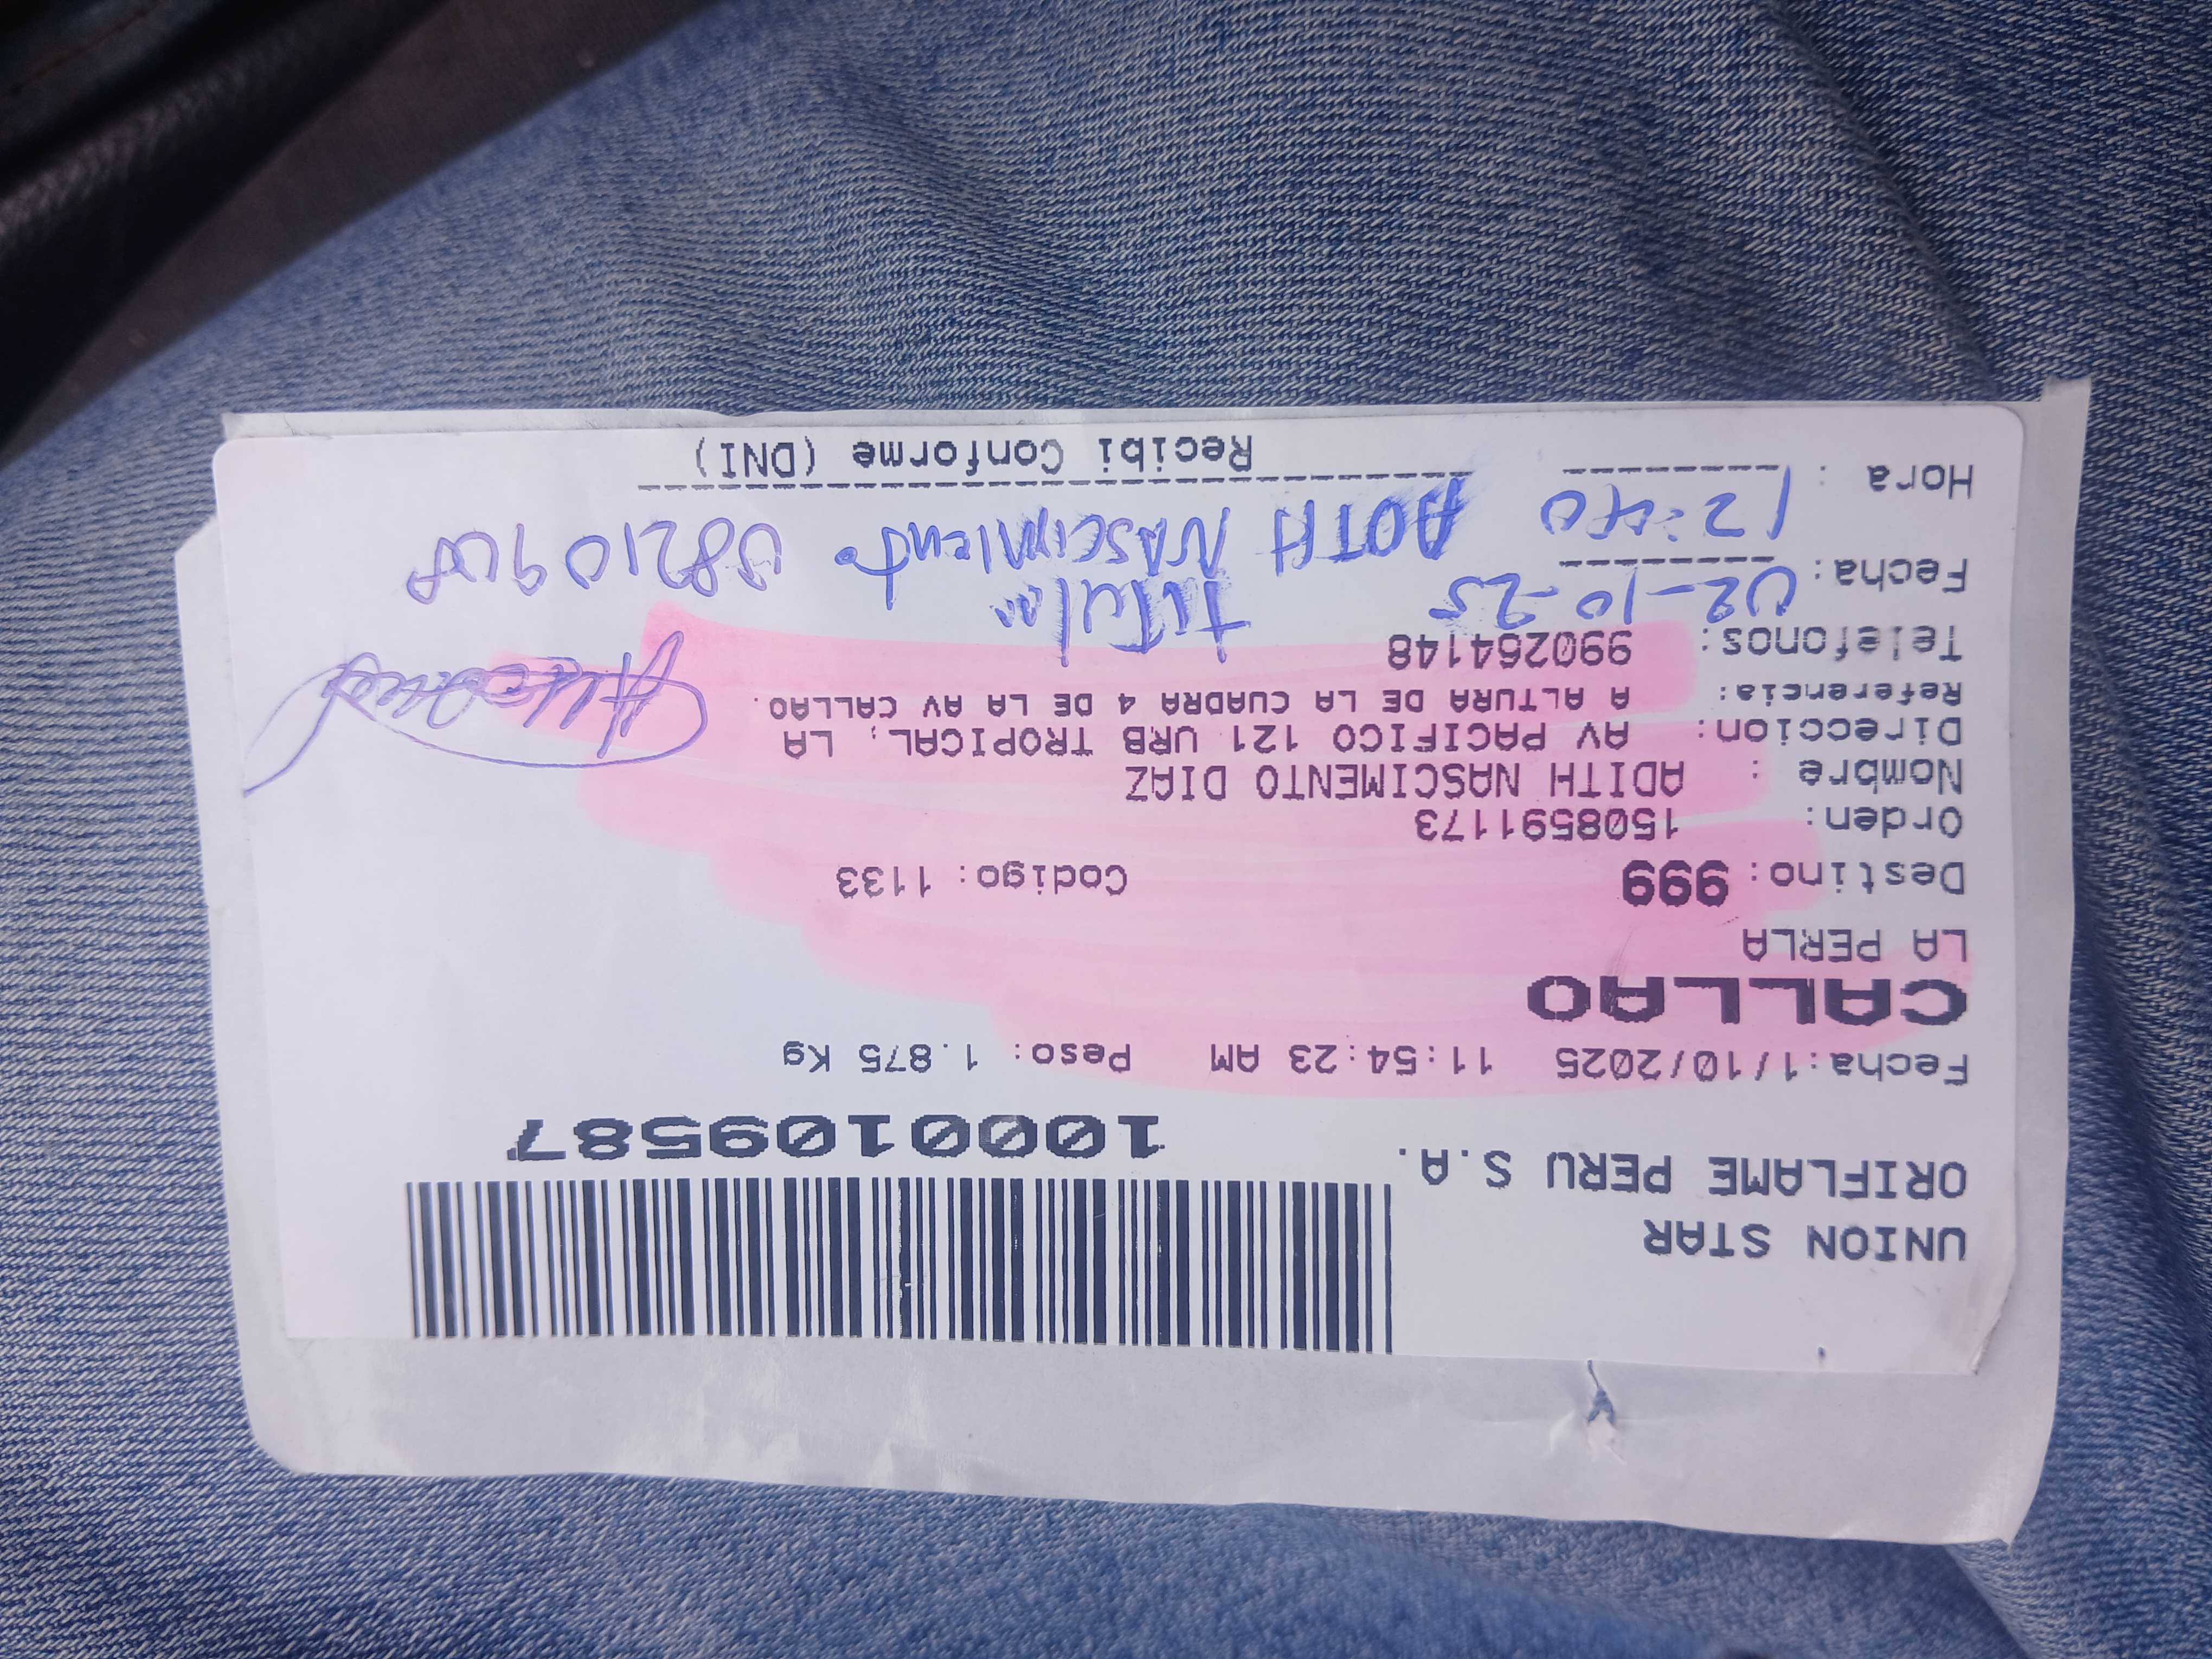 UNION STAR
ORIFLAME PERU S.A.
1000109587
Fecha:1/10/2025 11:54:23 AM Peso: 1.875 Kg
CALLAO
LA PERLA
Destino: 999 Codigo: 1133
Orden: 1508591173
Nombre : ADITH NASCIMENTO DIAZ
Direccion: AV PACIFICO 121 URB TROPICAL, LA
Referencia: A ALTURA DE LA CUADRA 4 DE LA AV CALLAO.
Telefonos: 990264148
Fecha: 02-10-25 titular
Hora : 12:40 ADTH NASCIMIENTO
Recibi Conforme (DNI)